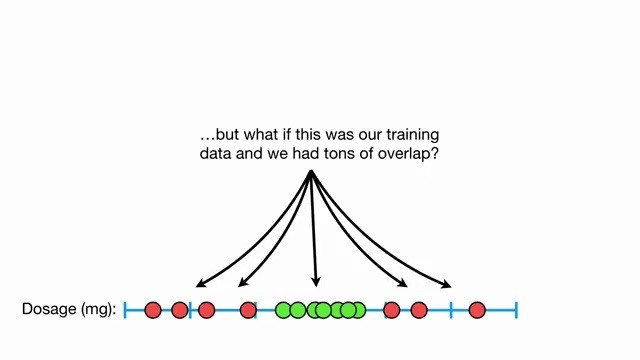 …but what if this was our training
data and we had tons of overlap?
Dosage (mg):